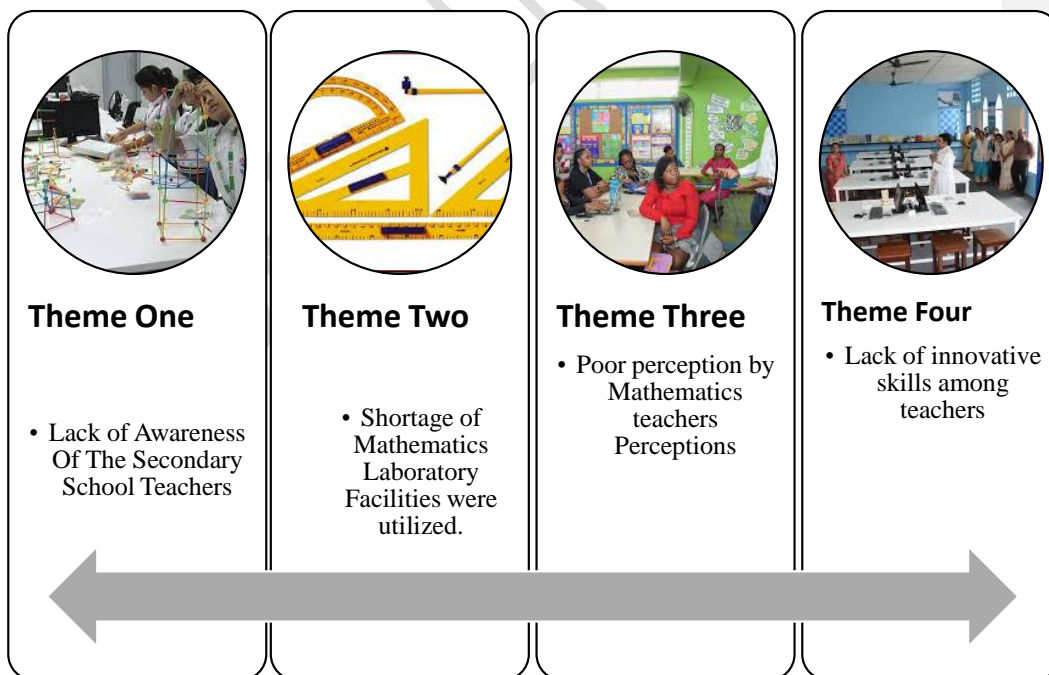 Theme One
• Lack of Awareness
Of The Secondary
School Teachers
Theme Two
• Shortage of
Mathematics
Laboratory
Facilities were
utilized.
Theme Three
• Poor perception by
Mathematics
teachers
Perceptions
Theme Four
• Lack of innovative
skills among
teachers